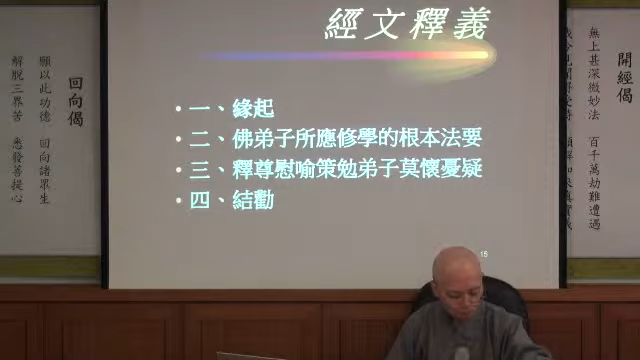 經文釋義
• 一、緣起
• 二、佛弟子所應修學的根本法要
• 三、釋尊慰喻策勉弟子莫懷憂疑
• 四、結勸
15
開經偈
無上甚深微妙法 百千萬劫難遭遇
回向偈
願以此功德 回向諸眾生
解脫三界苦 悉發菩提心